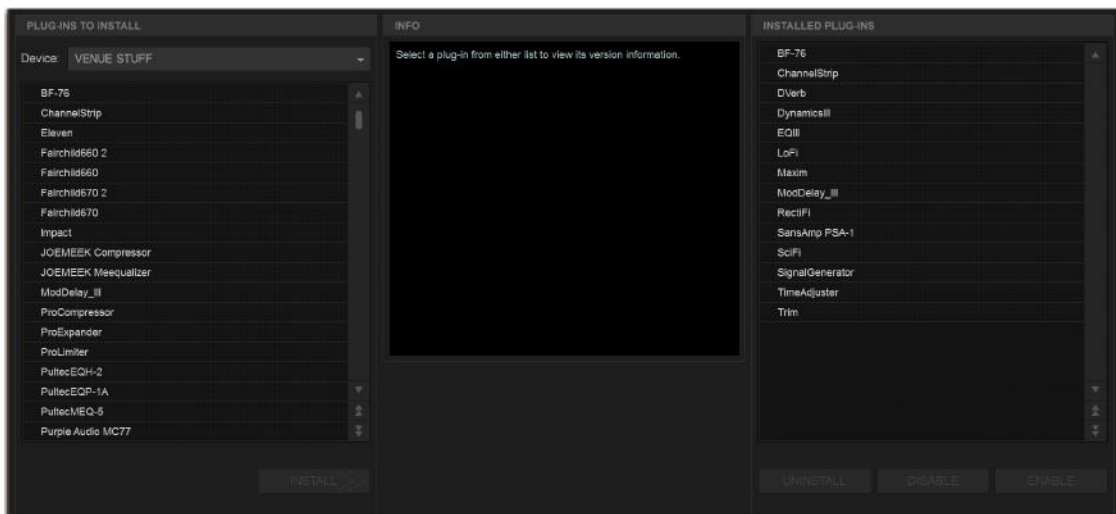 PLUG-INS TO INSTALL
Device: VENUE STUFF
BF-76
ChannelStrip
Eleven
Fairchild660 2
Fairchild660
Fairchild670 2
Fairchild670
Impact
JOEMEEK Compressor
JOEMEEK Meequalizer
ModDelay_III
ProCompressor
ProExpander
ProLimiter
PultecEQH-2
PultecEQP-1A
PultecMEQ-5
Purple Audio MC77
INSTALL
INFO
Select a plug-in from either list to view its version information.
INSTALLED PLUG-INS
BF-76
ChannelStrip
DVerb
DynamicsIII
EQIII
LoFi
Maxim
ModDelay_III
RectiFi
SansAmp PSA-1
SciFi
SignalGenerator
TimeAdjuster
Trim
UNINSTALL
DISABLE
ENABLE